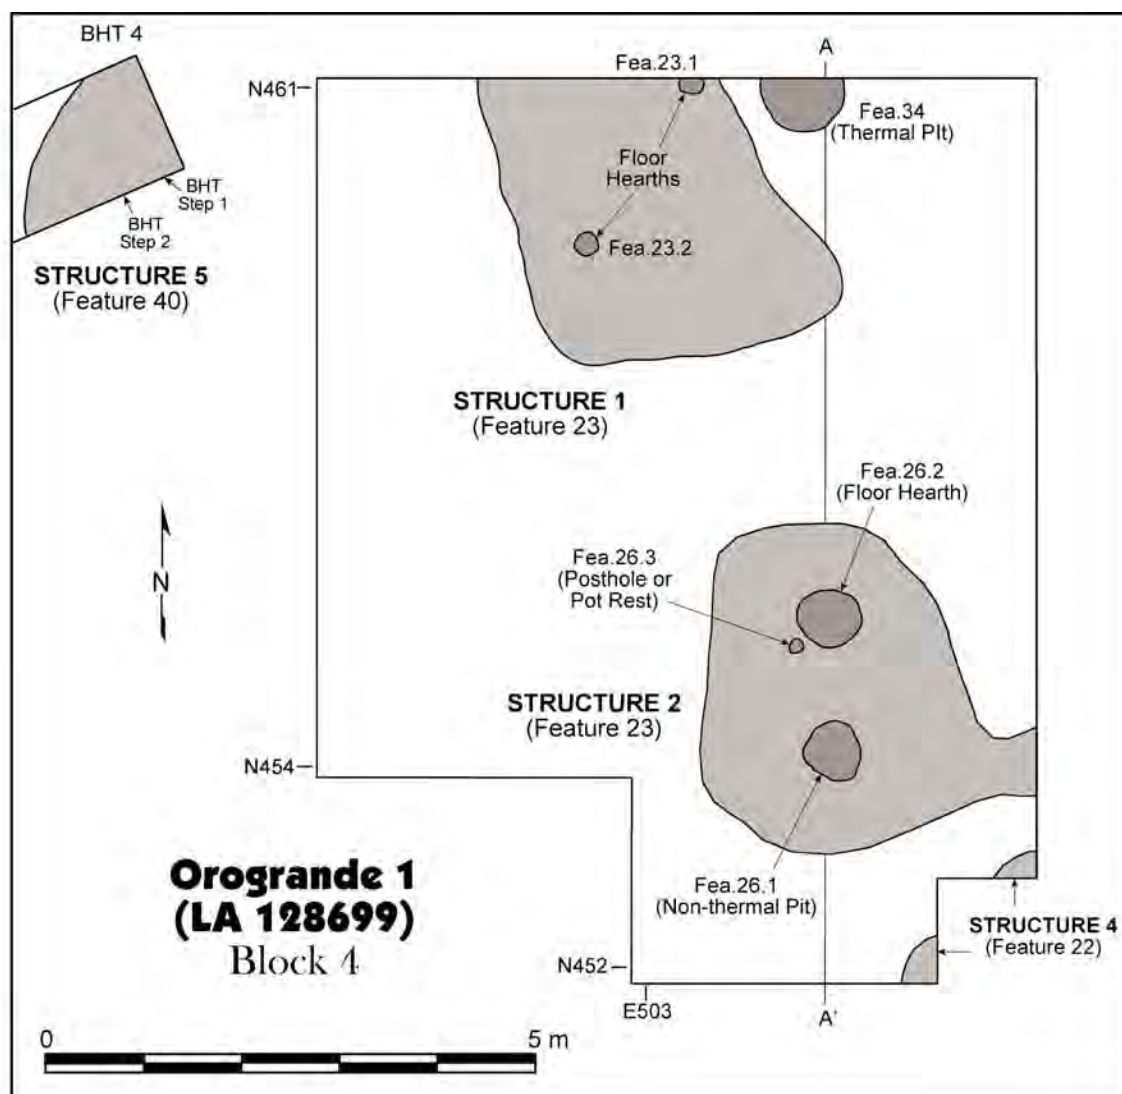 BHT 4
A
Fea.23.1
N461
Fea.34
(Thermal PIt)
Floor
Hearths
BHT
Step 1
BHT
Step 2
Fea.23.2
STRUCTURE 5
(Feature 40)
STRUCTURE 1
(Feature 23)
Fea.26.2
(Floor Hearth)
Fea.26.3
(Posthole or
Pot Rest)
N
STRUCTURE 2
(Feature 23)
N454
Orogrande 1
(LA 128699)
Block 4
Fea.26.1
(Non-thermal Pit)
STRUCTURE 4
(Feature 22)
N452
E503
A'
0
5 m